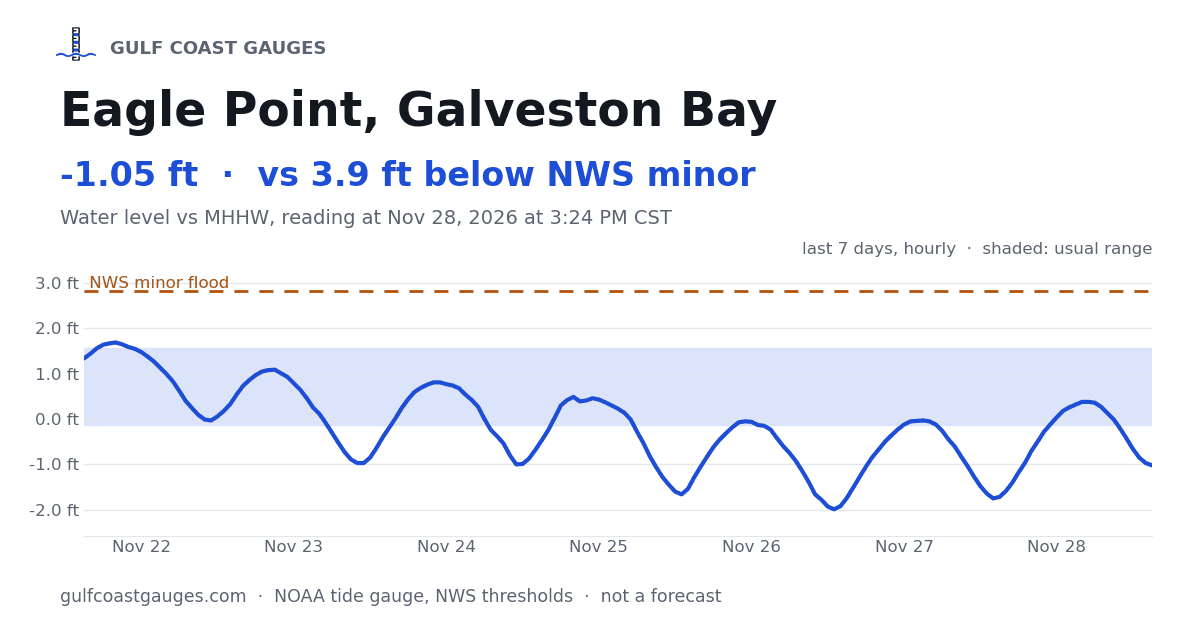 GULF COAST GAUGES
Eagle Point, Galveston Bay
-1.05 ft · vs 3.9 ft below NWS minor
Water level vs MHHW, reading at Nov 28, 2026 at 3:24 PM CST
last 7 days, hourly · shaded: usual range
3.0 ft
NWS minor flood
2.0 ft
1.0 ft
0.0 ft
-1.0 ft
-2.0 ft
Nov 22 Nov 23 Nov 24 Nov 25 Nov 26 Nov 27 Nov 28
gulfcoastgauges.com · NOAA tide gauge, NWS thresholds · not a forecast